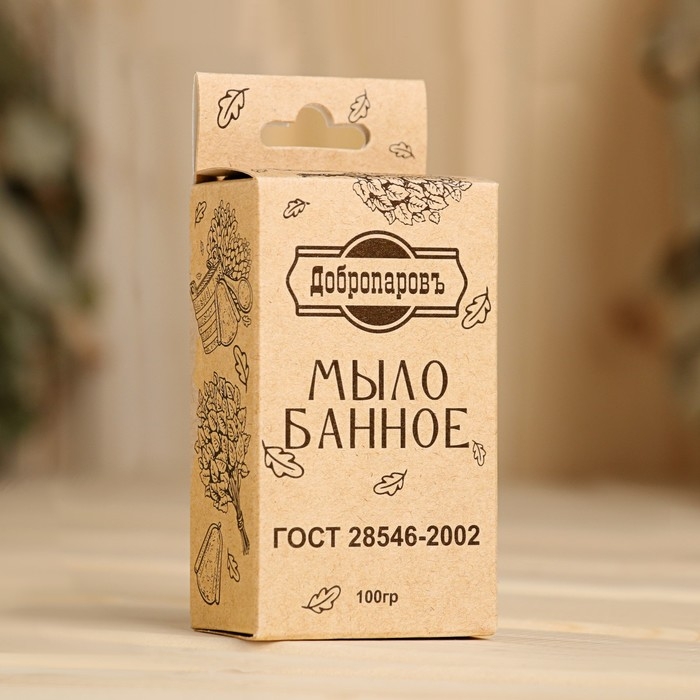 Добропаровъ
МЫЛО
БАННОЕ
ГОСТ 28546-2002
100гр